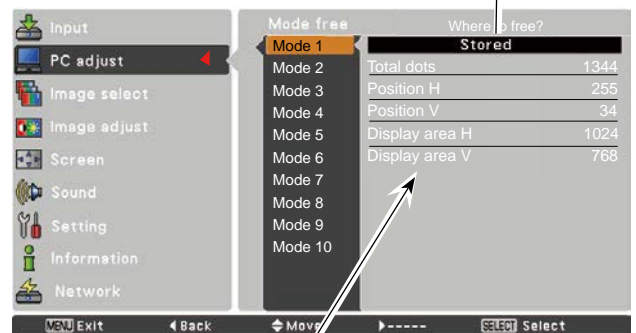 Input
PC adjust
Image select
Image adjust
Screen
Sound
Setting
Information
Network
Mode free
Mode 1
Mode 2
Mode 3
Mode 4
Mode 5
Mode 6
Mode 7
Mode 8
Mode 9
Mode 10
Where to free?
Stored
Total dots 1344
Position H 255
Position V 34
Display area H 1024
Display area V 768
MENU Exit ◀Back Move ▶----- SELECT Select